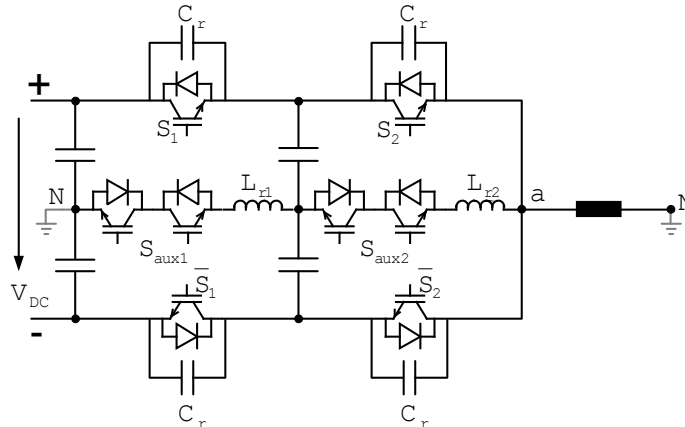 C_r C_r
+
S_1 S_2
N L_r1 L_r2 a N
S_aux1 S_aux2
S̅_1 S̅_2
V_DC
-
C_r C_r